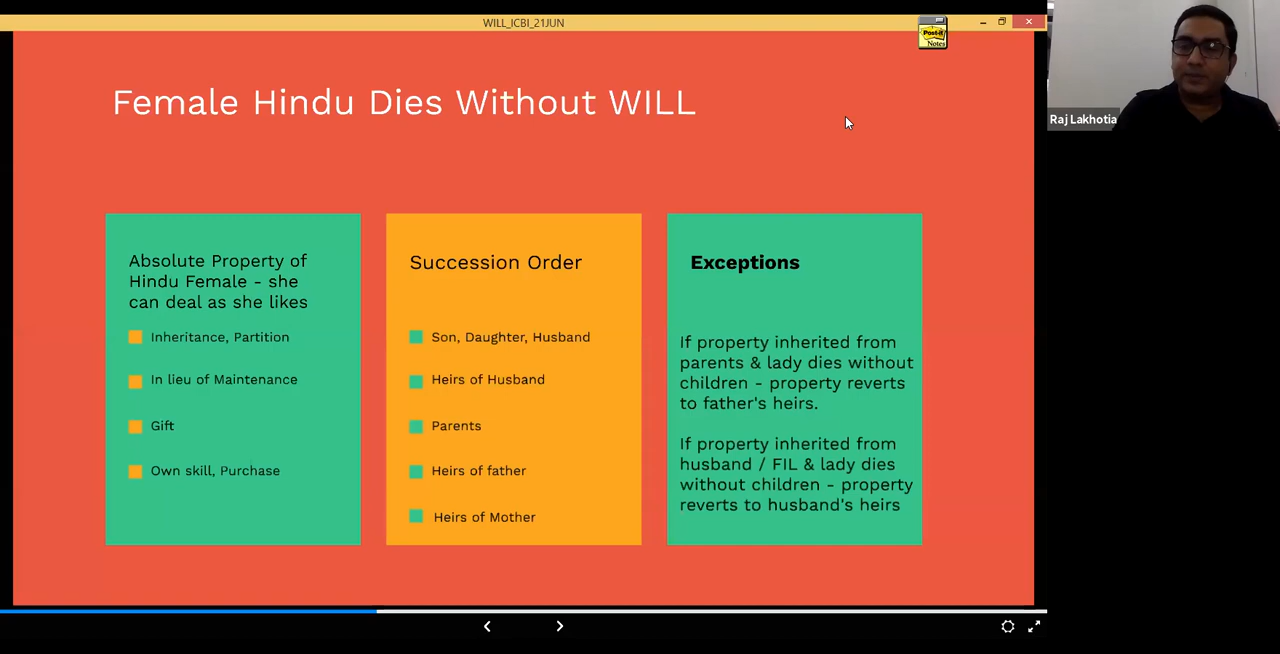 WILL_ICBI_21JUN
Post-it
Notes
Raj Lakhotia
Female Hindu Dies Without WILL
Absolute Property of
Hindu Female - she
can deal as she likes
Inheritance, Partition
In lieu of Maintenance
Gift
Own skill, Purchase
Succession Order
Son, Daughter, Husband
Heirs of Husband
Parents
Heirs of father
Heirs of Mother
Exceptions
If property inherited from
parents & lady dies without
children - property reverts
to father's heirs.
If property inherited from
husband / FIL & lady dies
without children - property
reverts to husband's heirs